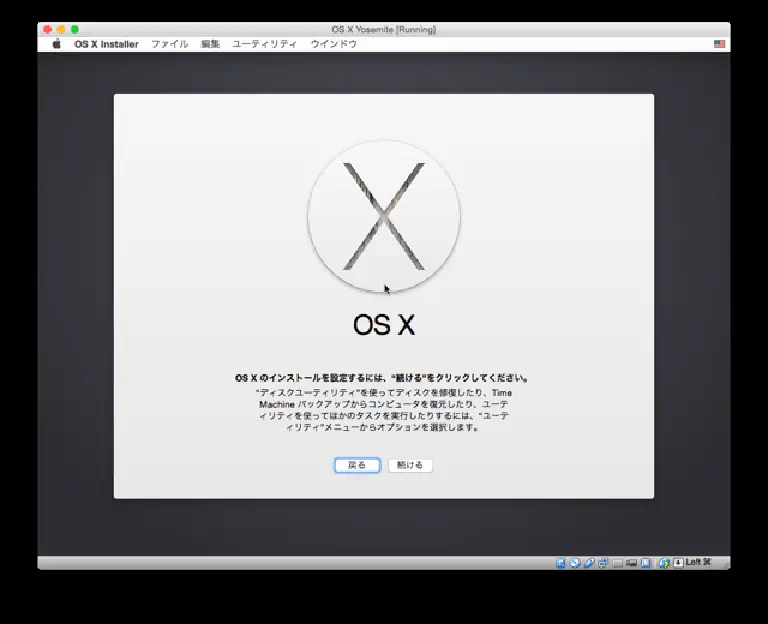 OS X Yosemite [Running]
OS X Installer ファイル 編集 ユーティリティ ウインドウ
OS X
OS X のインストールを設定するには、“続ける”をクリックしてください。
“ディスクユーティリティ”を使ってディスクを修復したり、Time
Machine バックアップからコンピュータを復元したり、ユーテ
ィリティを使ってほかのタスクを実行したりするには、“ユーテ
ィリティ”メニューからオプションを選択します。
戻る 続ける
Left ⌘